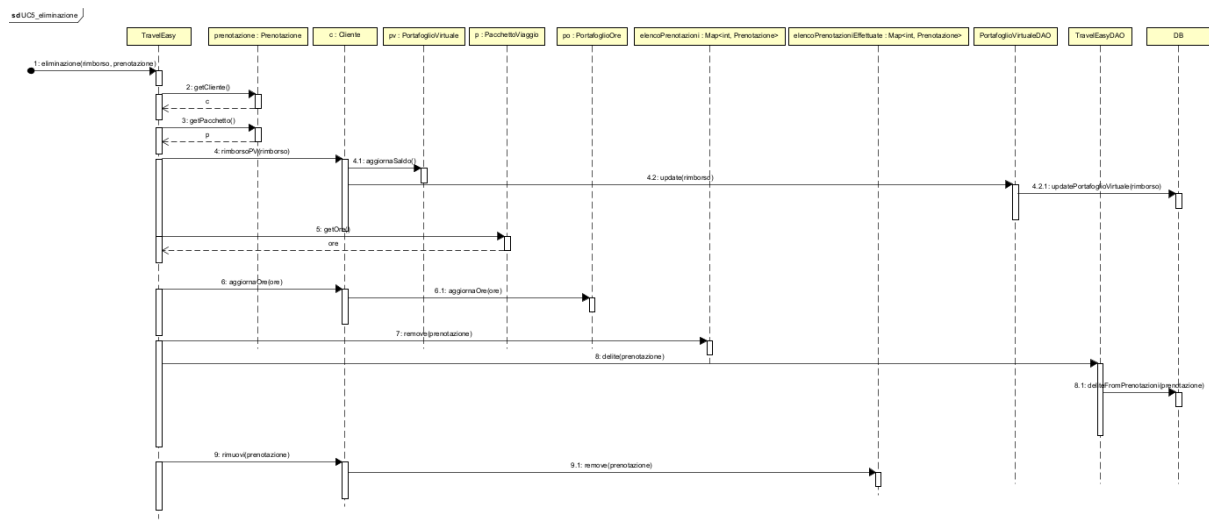 sd UC5_eliminazione
TravelEasy
prenotazione : Prenotazione
c : Cliente
pv : PortafoglioVirtuale
p : PacchettoViaggio
po : PortafoglioOre
elencoPrenotazioni : Map<int, Prenotazione>
elencoPrenotazioniEffettuate : Map<int, Prenotazione>
PortafoglioVirtualeDAO
TravelEasyDAO
DB
1: eliminazione(rimborso, prenotazione)
2: getCliente()
c
3: getPacchetto()
p
4: rimborsoPV(rimborso)
4.1: aggiornaSaldo()
4.2: update(rimborso)
4.2.1: updatePortafoglioVirtuale(rimborso)
5: getOre()
ore
6: aggiornaOre(ore)
6.1: aggiornaOre(ore)
7: remove(prenotazione)
8: delite(prenotazione)
8.1: deliteFromPrenotazioni(prenotazione)
9: rimuovi(prenotazione)
9.1: remove(prenotazione)